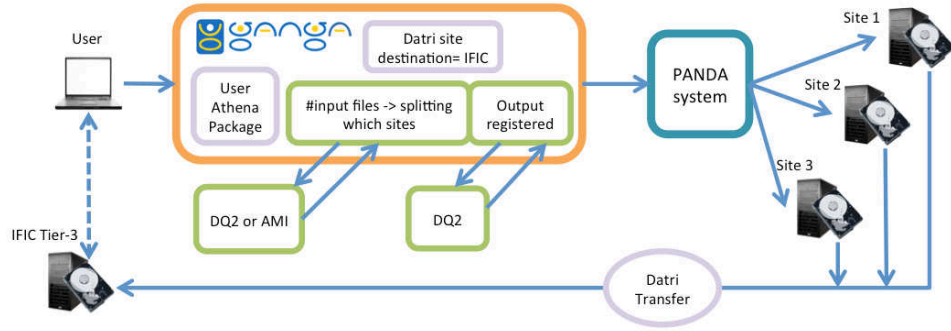 User
ganga
Datri site
destination= IFIC
User
Athena
Package
#input files -> splitting
which sites
Output
registered
DQ2 or AMI
DQ2
PANDA
system
Site 1
Site 2
Site 3
IFIC Tier-3
Datri
Transfer